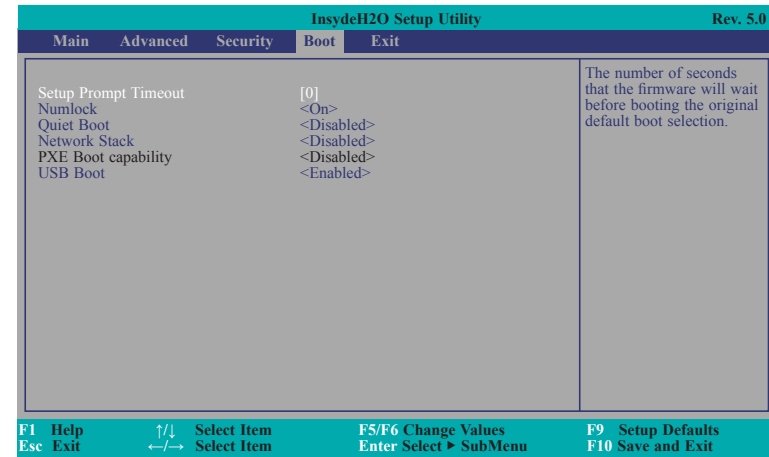 InsydeH2O Setup Utility Rev. 5.0
Main Advanced Security Boot Exit
Setup Prompt Timeout [0]
Numlock <On>
Quiet Boot <Disabled>
Network Stack <Disabled>
PXE Boot capability <Disabled>
USB Boot <Enabled>
The number of seconds
that the firmware will wait
before booting the original
default boot selection.
F1 Help ↑/↓ Select Item F5/F6 Change Values F9 Setup Defaults
Esc Exit ←/→ Select Item Enter Select ► SubMenu F10 Save and Exit